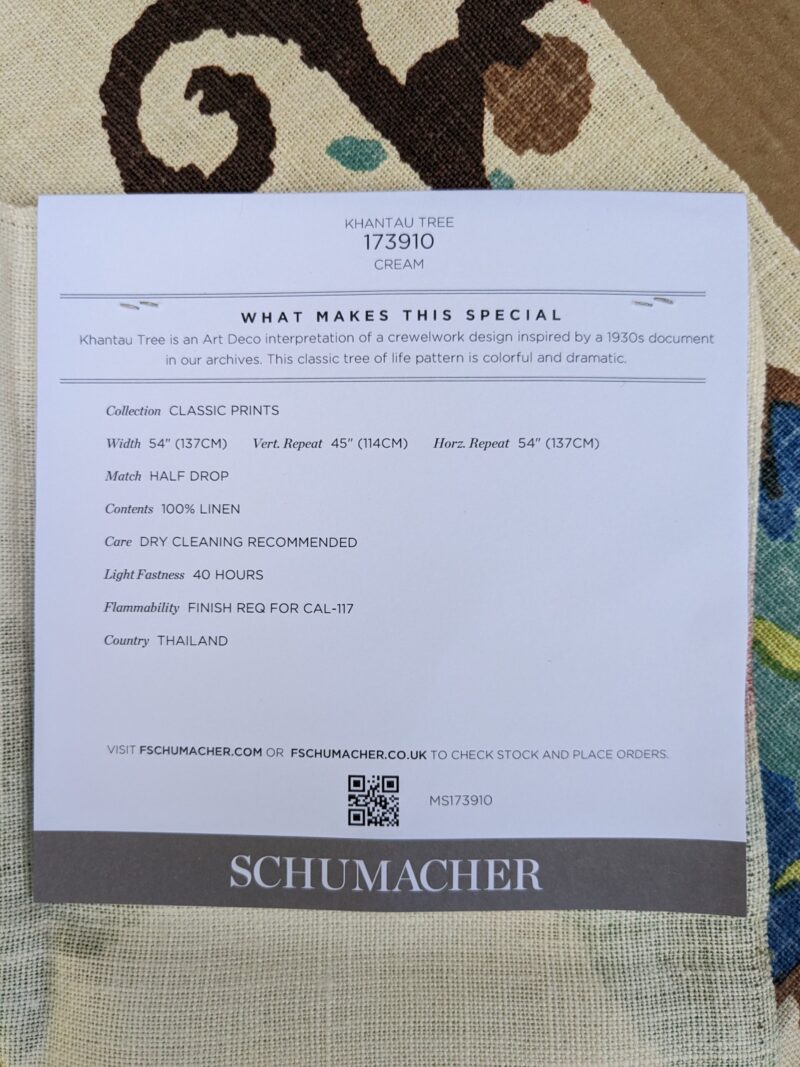 KHANTAU TREE
173910
CREAM
WHAT MAKES THIS SPECIAL
Khantau Tree is an Art Deco interpretation of a crewelwork design inspired by a 1930s document
in our archives. This classic tree of life pattern is colorful and dramatic.
Collection CLASSIC PRINTS
Width 54" (137CM) Vert. Repeat 45" (114CM) Horz. Repeat 54" (137CM)
Match HALF DROP
Contents 100% LINEN
Care DRY CLEANING RECOMMENDED
Light Fastness 40 HOURS
Flammability FINISH REQ FOR CAL-117
Country THAILAND
VISIT FSCHUMACHER.COM OR FSCHUMACHER.CO.UK TO CHECK STOCK AND PLACE ORDERS.
MS173910
SCHUMACHER